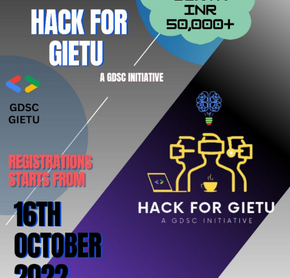 HACK FOR
GIETU
INR
50,000+
A GDSC INITIATIVE
GDSC
GIETU
REGISTRATIONS
STARTS FROM
16TH
OCTOBER
2022
HACK FOR GIETU
A GDSC INITIATIVE